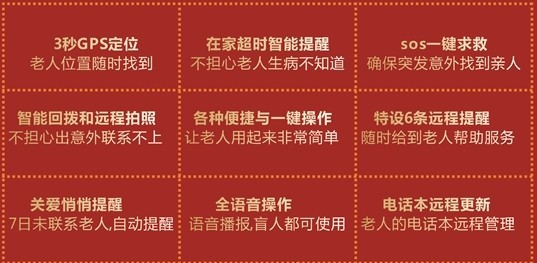 3秒GPS定位
老人位置随时找到
在家超时智能提醒
不担心老人生病不知道
sos一键求救
确保突发意外找到亲人
智能回拨和远程拍照
不担心出意外联系不上
各种便捷与一键操作
让老人用起来非常简单
特设6条远程提醒
随时给到老人帮助服务
关爱悄悄提醒
7日未联系老人,自动提醒
全语音操作
语音播报,盲人都可使用
电话本远程更新
老人的电话本远程管理